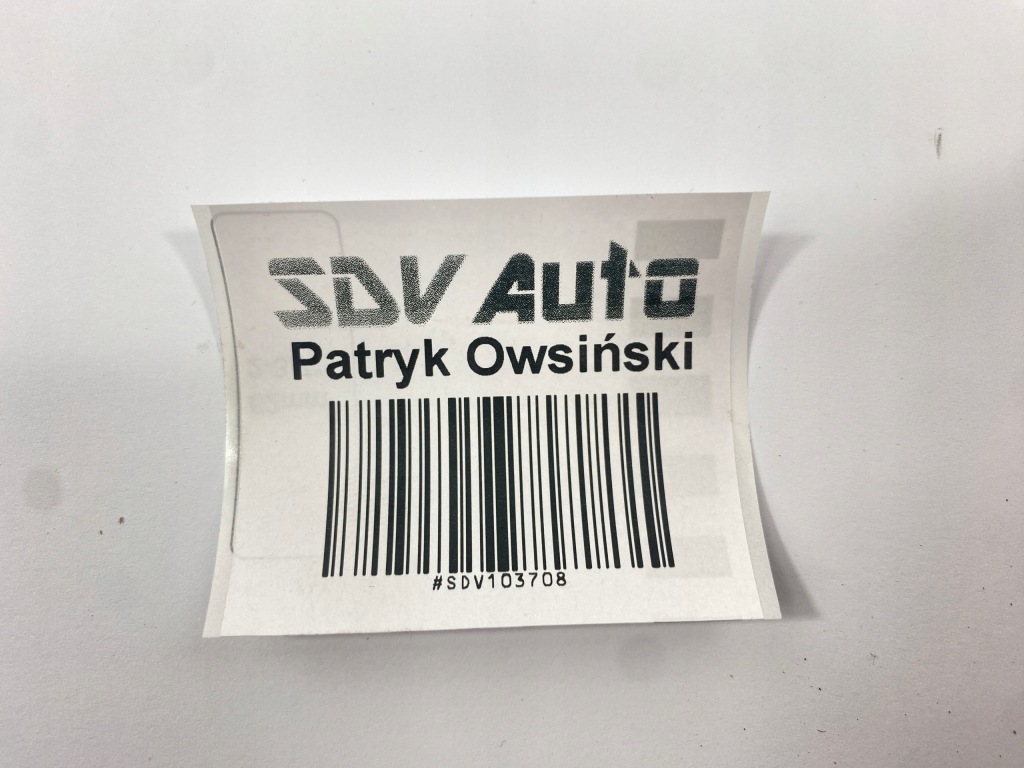 SDV Auto
Patryk Owsiński
#SDV103708